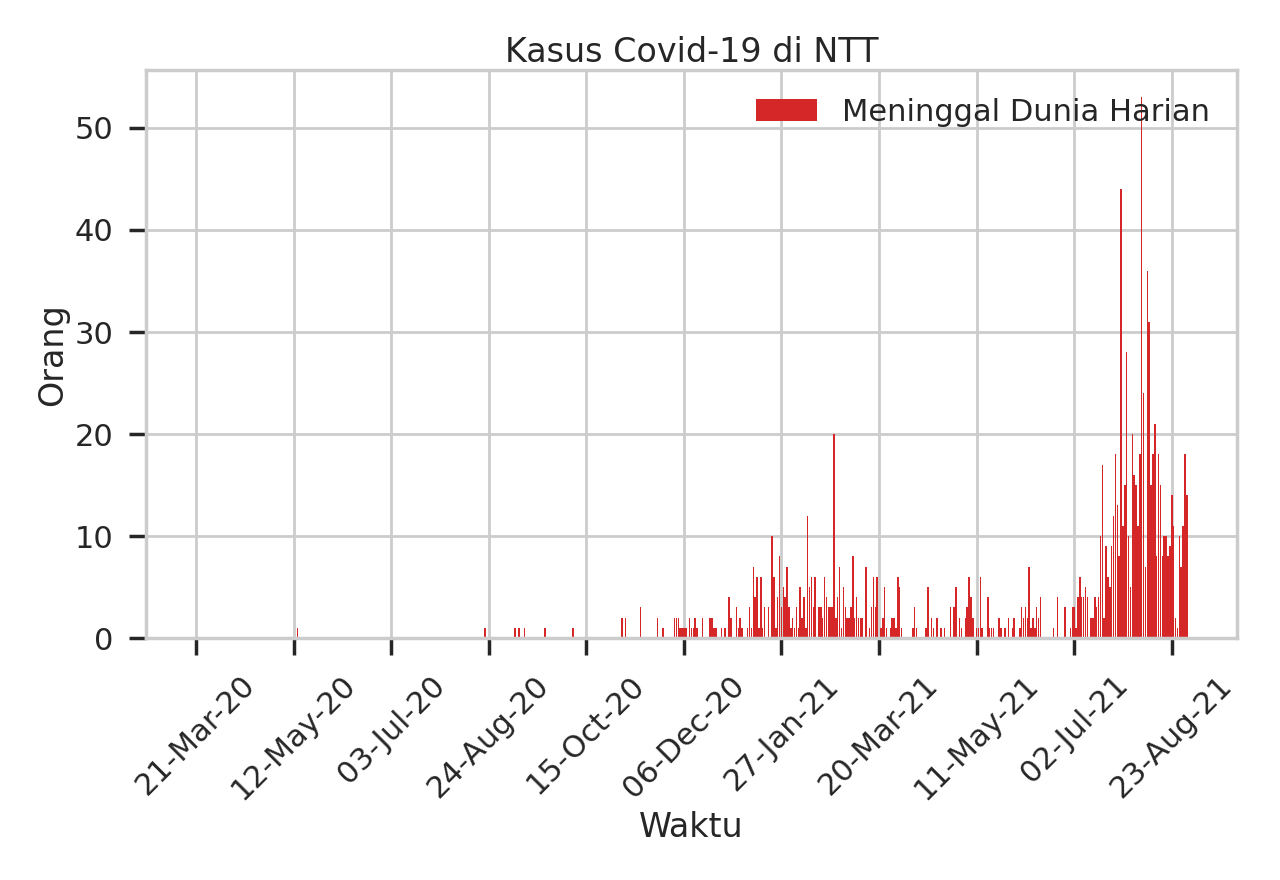 Kasus Covid-19 di NTT
Meninggal Dunia Harian
Orang
50
40
30
20
10
0
21-Mar-20
12-May-20
03-Jul-20
24-Aug-20
15-Oct-20
06-Dec-20
27-Jan-21
20-Mar-21
11-May-21
02-Jul-21
23-Aug-21
Waktu